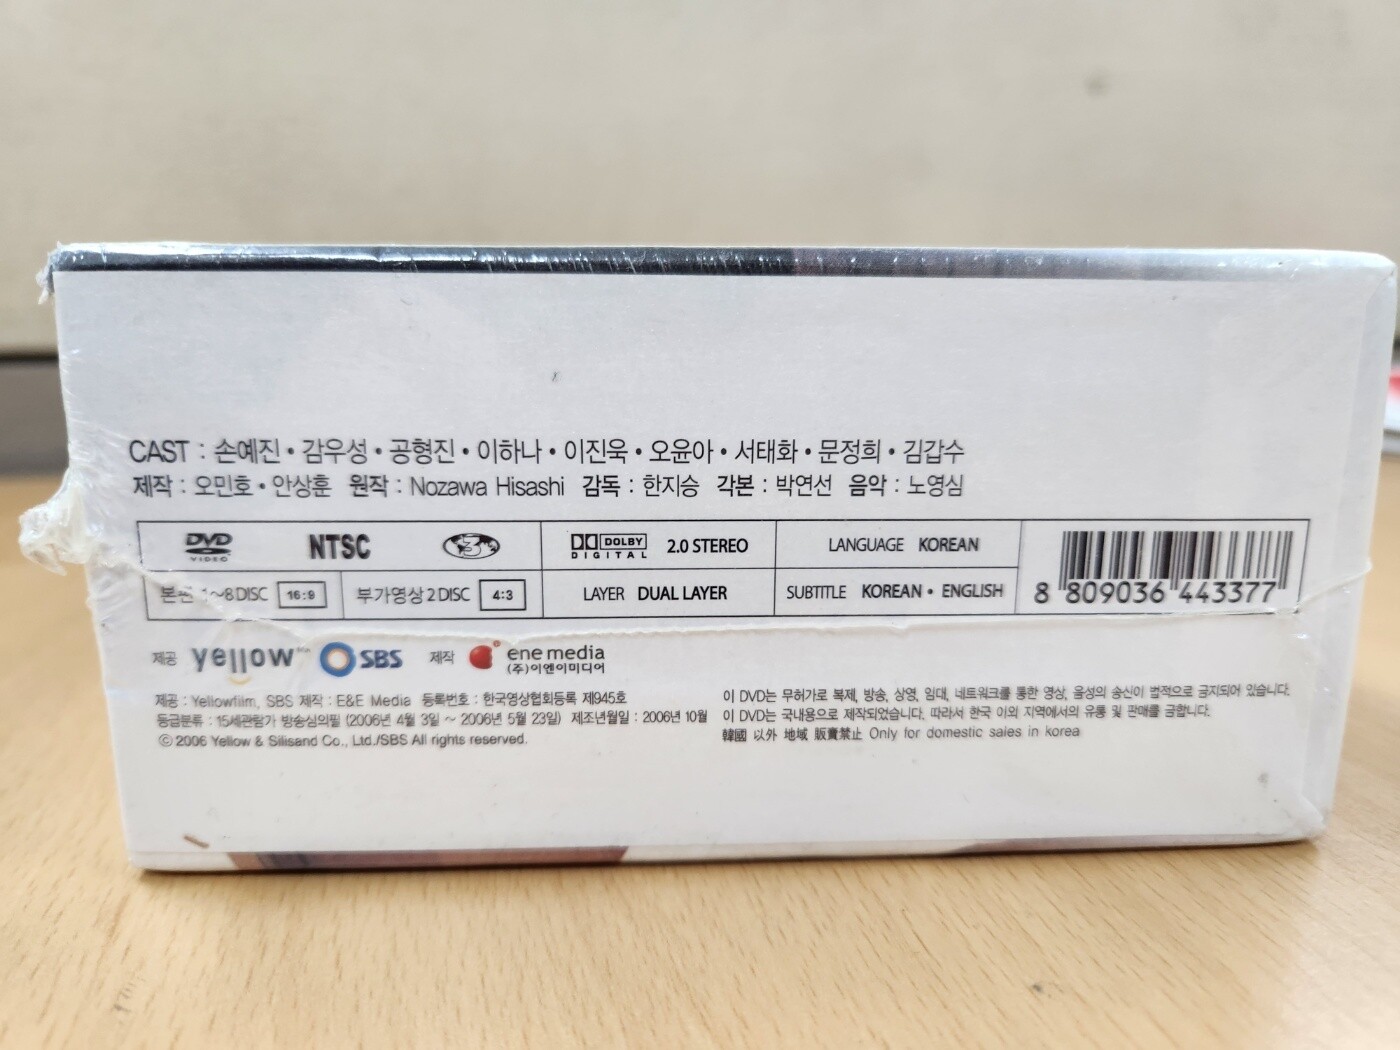 CAST : 손예진 • 감우성 • 공형진 • 이하나 • 이진욱 • 오윤아 • 서태화 • 문정희 • 김갑수
제작 : 오민호 • 안상훈 원작 : Nozawa Hisashi 감독 : 한지승 각본 : 박연선 음악 : 노영심
DVD VIDEO NTSC 3 DOLBY DIGITAL 2.0 STEREO LANGUAGE KOREAN
본편 1~8 DISC 16:9 부가영상 2 DISC 4:3 LAYER DUAL LAYER SUBTITLE KOREAN • ENGLISH 8 809036 443377
제공 yellow film SBS 제작 ene media
(주)이엔이미디어
제공 : Yellowfilm, SBS 제작 : E&E Media 등록번호 : 한국영상협회등록 제945호
등급분류 : 15세관람가 방송심의필 (2006년 4월 3일 ~ 2006년 5월 23일) 제조년월일 : 2006년 10월
ⓒ 2006 Yellow & Silisand Co., Ltd./SBS All rights reserved.
이 DVD는 무허가로 복제, 방송, 상영, 임대, 네트워크를 통한 영상, 음성의 송신이 법적으로 금지되어 있습니다.
이 DVD는 국내용으로 제작되었습니다. 따라서 한국 이외 지역에서의 유통 및 판매를 금합니다.
韓國 以外 地域 販賣禁止 Only for domestic sales in korea